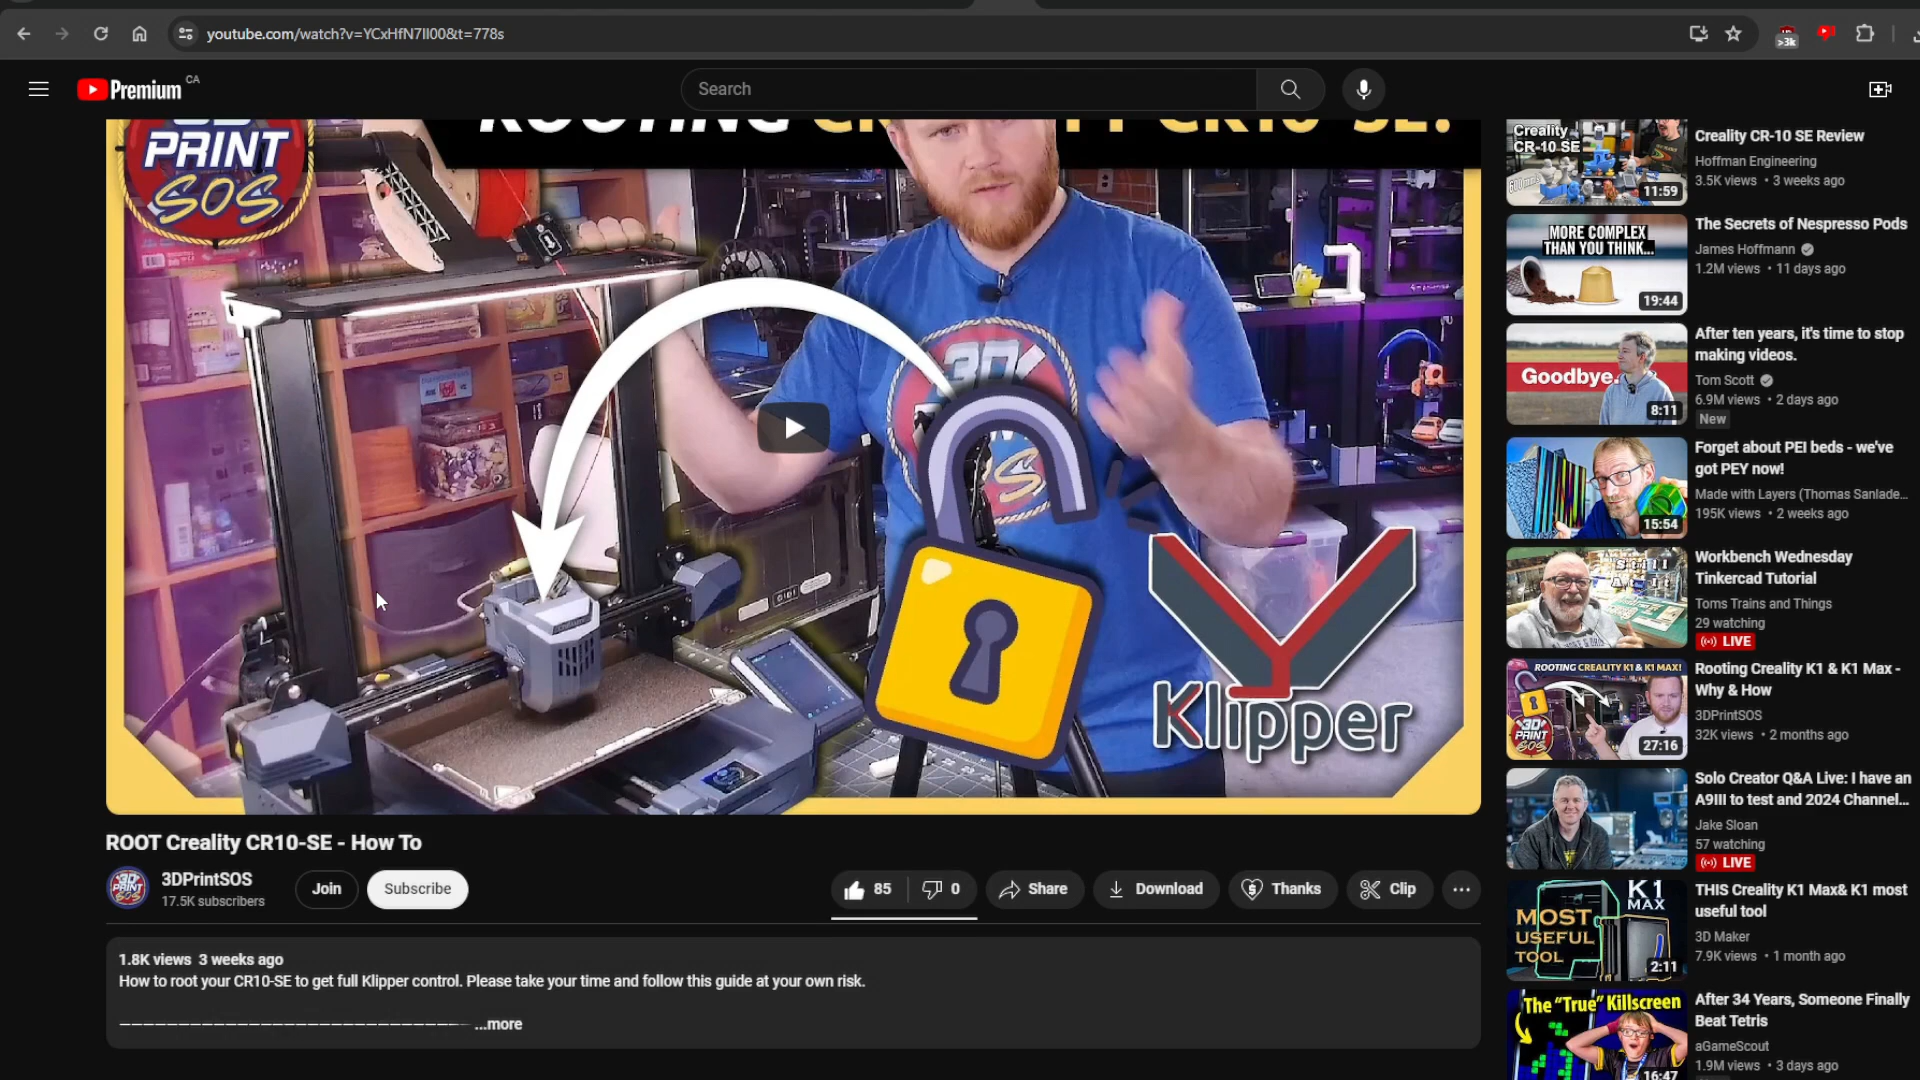 youtube.com/watch?v=YCxHfN7Il00&t=778s
>3k
Premium
CA
Search
PRINT
SOS
ROOTING CREALITY CR10-SE!
3D
Klipper
ROOT Creality CR10-SE - How To
3DPrintSOS
17.5K subscribers
Join
Subscribe
85
0
Share
Download
Thanks
Clip
1.8K views 3 weeks ago
How to root your CR10-SE to get full Klipper control. Please take your time and follow this guide at your own risk.
...more
Creality
CR-10 SE
11:59
Creality CR-10 SE Review
Hoffman Engineering
3.5K views • 3 weeks ago
MORE COMPLEX
THAN YOU THINK...
19:44
The Secrets of Nespresso Pods
James Hoffmann
1.2M views • 11 days ago
Goodbye.
8:11
After ten years, it's time to stop
making videos.
Tom Scott
6.9M views • 2 days ago
New
15:54
Forget about PEI beds - we've
got PEY now!
Made with Layers (Thomas Sanlade...
195K views • 2 weeks ago
Workbench Wednesday
Tinkercad Tutorial
Toms Trains and Things
29 watching
LIVE
ROOTING CREALITY K1 & K1 MAX!
3D
PRINT
SOS
27:16
Rooting Creality K1 & K1 Max -
Why & How
3DPrintSOS
32K views • 2 months ago
Solo Creator Q&A Live: I have an
A9III to test and 2024 Channel...
Jake Sloan
57 watching
LIVE
K1
MAX
MOST
USEFUL
TOOL
2:11
THIS Creality K1 Max& K1 most
useful tool
3D Maker
7.9K views • 1 month ago
The "True" Killscreen
16:47
After 34 Years, Someone Finally
Beat Tetris
aGameScout
1.9M views • 3 days ago